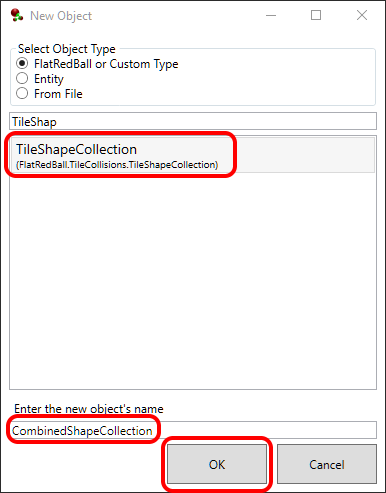 New Object
Select Object Type
FlatRedBall or Custom Type
Entity
From File
TileShap
TileShapeCollection
(FlatRedBall.TileCollisions.TileShapeCollection)
Enter the new object's name
CombinedShapeCollection
OK
Cancel